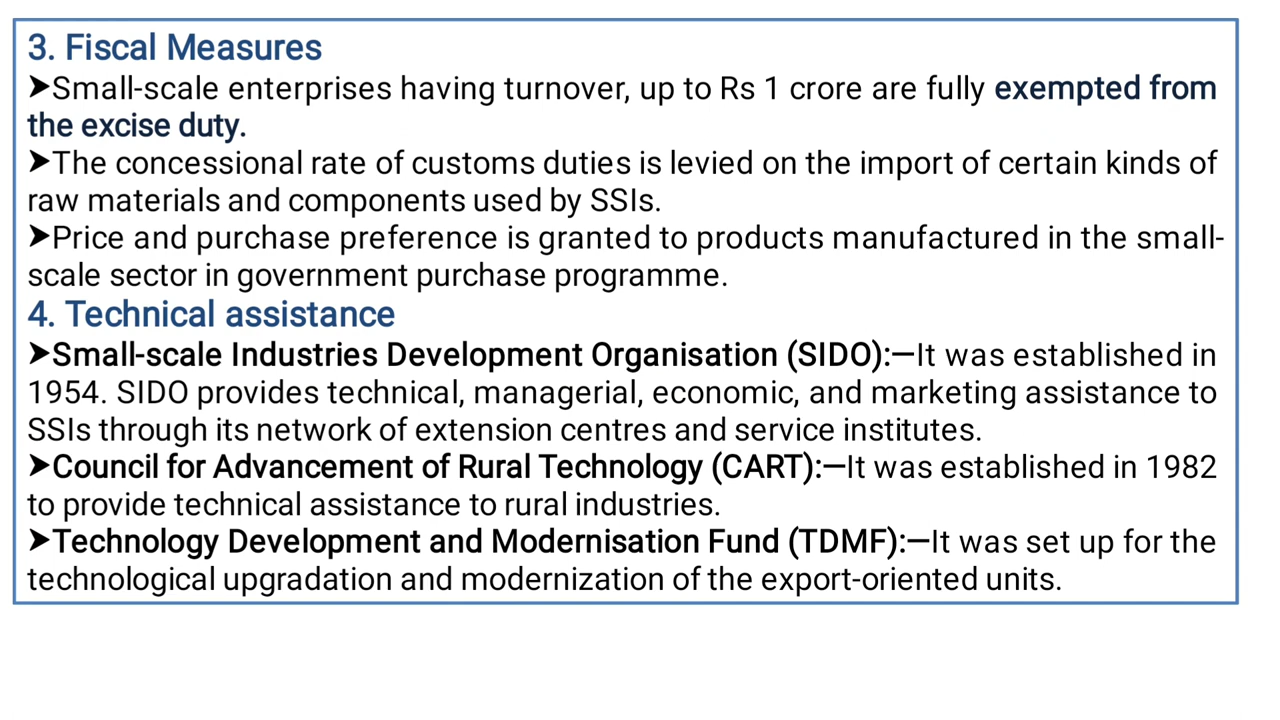 3. Fiscal Measures
➤Small-scale enterprises having turnover, up to Rs 1 crore are fully exempted from
the excise duty.
➤The concessional rate of customs duties is levied on the import of certain kinds of
raw materials and components used by SSIs.
➤Price and purchase preference is granted to products manufactured in the small-
scale sector in government purchase programme.
4. Technical assistance
➤Small-scale Industries Development Organisation (SIDO):—It was established in
1954. SIDO provides technical, managerial, economic, and marketing assistance to
SSIs through its network of extension centres and service institutes.
➤Council for Advancement of Rural Technology (CART):—It was established in 1982
to provide technical assistance to rural industries.
➤Technology Development and Modernisation Fund (TDMF):—It was set up for the
technological upgradation and modernization of the export-oriented units.